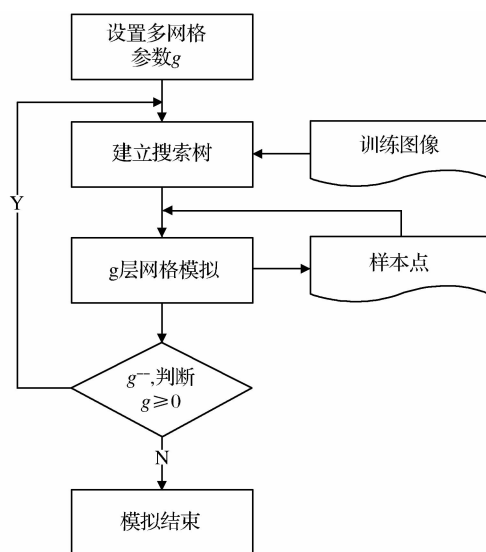 设置多网格
参数g
建立搜索树
训练图像
Y
g层网格模拟
样本点
g--,判断
g≥0
N
模拟结束